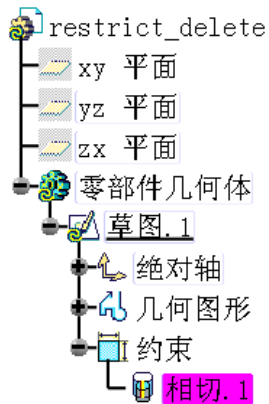 restrict_delete
xy 平面
yz 平面
zx 平面
零部件几何体
草图.1
绝对轴
几何图形
约束
相切.1